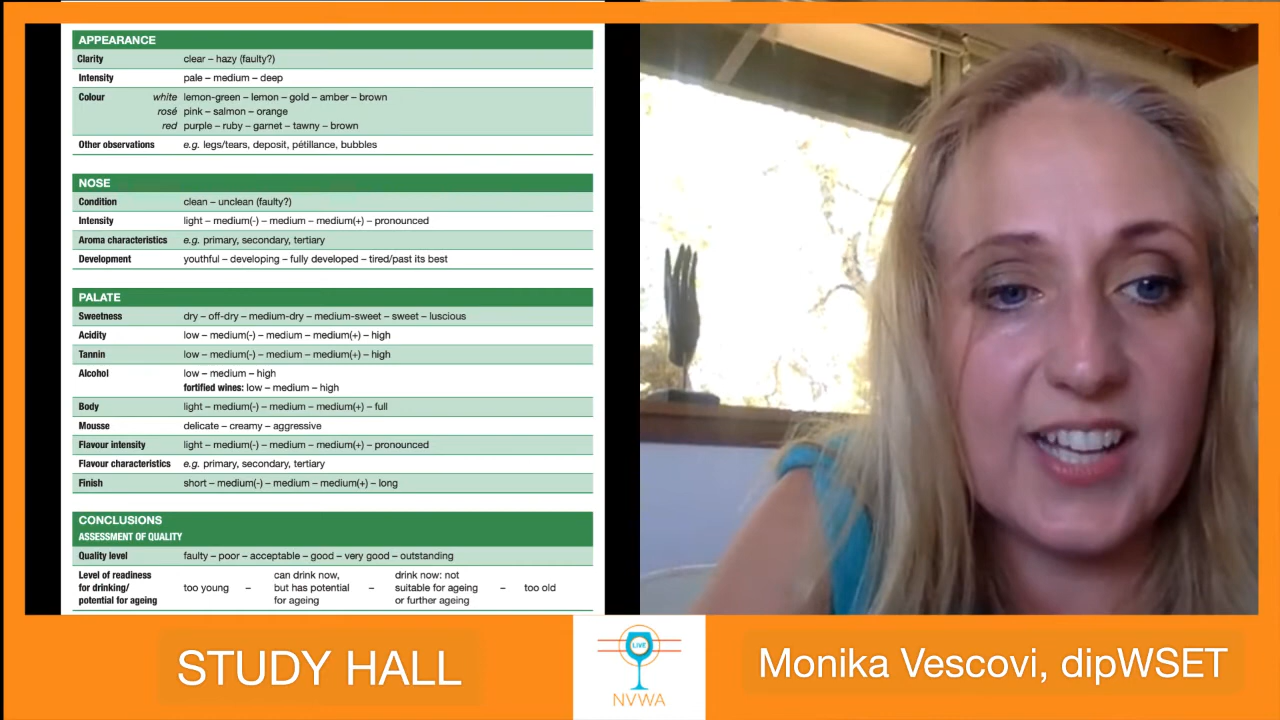 APPEARANCE
Clarity clear – hazy (faulty?)
Intensity pale – medium – deep
Colour white lemon-green – lemon – gold – amber – brown
rosé pink – salmon – orange
red purple – ruby – garnet – tawny – brown
Other observations e.g. legs/tears, deposit, pétillance, bubbles
NOSE
Condition clean – unclean (faulty?)
Intensity light – medium(-) – medium – medium(+) – pronounced
Aroma characteristics e.g. primary, secondary, tertiary
Development youthful – developing – fully developed – tired/past its best
PALATE
Sweetness dry – off-dry – medium-dry – medium-sweet – sweet – luscious
Acidity low – medium(-) – medium – medium(+) – high
Tannin low – medium(-) – medium – medium(+) – high
Alcohol low – medium – high
fortified wines: low – medium – high
Body light – medium(-) – medium – medium(+) – full
Mousse delicate – creamy – aggressive
Flavour intensity light – medium(-) – medium – medium(+) – pronounced
Flavour characteristics e.g. primary, secondary, tertiary
Finish short – medium(-) – medium – medium(+) – long
CONCLUSIONS
ASSESSMENT OF QUALITY
Quality level faulty – poor – acceptable – good – very good – outstanding
Level of readiness can drink now, drink now: not
for drinking/ too young – but has potential – suitable for ageing – too old
potential for ageing for ageing or further ageing
STUDY HALL
LIVE
NVWA
Monika Vescovi, dipWSET